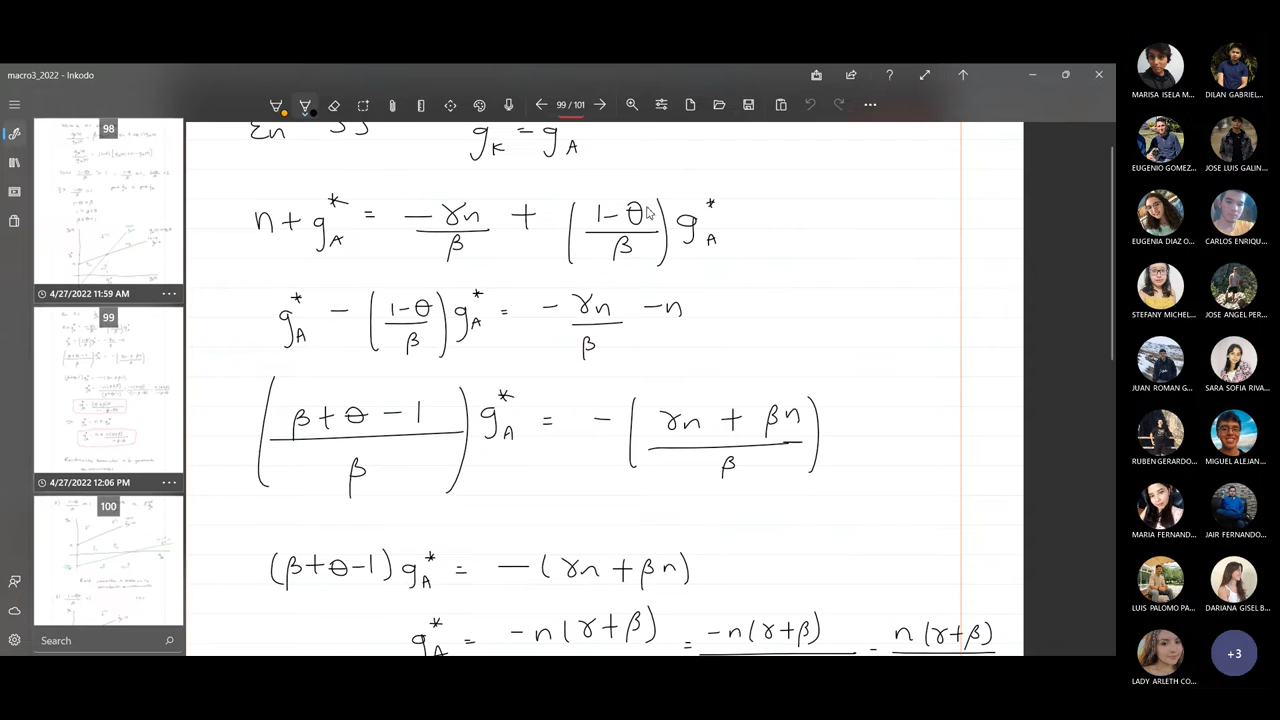 macro3_2022 - Inkodo
99 / 101
98
4/27/2022 11:59 AM
99
4/27/2022 12:06 PM
100
Search
En
g_K = g_A
n + g_A^* = -γn/β + ((1-θ)/β) g_A^*
g_A^* - ((1-θ)/β) g_A^* = -γn/β - n
((β+θ-1)/β) g_A^* = -((γn + βn)/β)
(β+θ-1) g_A^* = -(γn + βn)
g_A^* = -n(γ+β) = -n(γ+β) = n(γ+β)
MARISA ISELA M...
DILAN GABRIEL...
EUGENIO GOMEZ...
JOSE LUIS GALIN...
EUGENIA DIAZ O...
CARLOS ENRIQU...
STEFANY MICHEL...
JOSE ANGEL PER...
JUAN ROMAN G...
SARA SOFIA RIVA...
RUBEN GERARDO...
MIGUEL ALEJAN...
MARIA FERNAND...
JAIR FERNANDO...
LUIS PALOMO PA...
DARIANA GISEL B...
LADY ARLETH CO...
+3